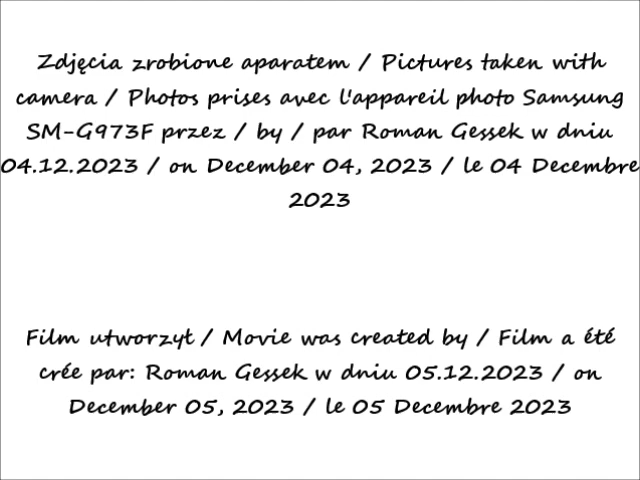 Zdjęcia zrobione aparatem / Pictures taken with
camera / Photos prises avec l'appareil photo Samsung
SM-G973F przez / by / par Roman Gessek w dniu
04.12.2023 / on December 04, 2023 / le 04 Decembre
2023
Film utworzył / Movie was created by / Film a été
crée par: Roman Gessek w dniu 05.12.2023 / on
December 05, 2023 / le 05 Decembre 2023